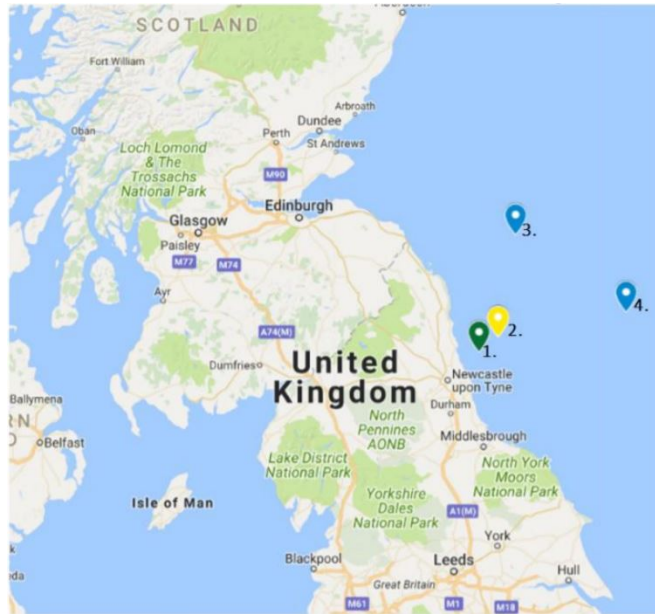 Aberdeen
SCOTLAND
Fort William
Arbroath
Dundee
Oban
Perth
St Andrews
Loch Lomond
& The
Trossachs
National Park
M90
Edinburgh
Glasgow
Paisley
M77
M74
3.
Ayr
4.
A74(M)
2.
1.
United
Kingdom
Dumfries
Newcastle
upon Tyne
Ballymena
North
Pennines
AONB
Durham
RN
D
Belfast
Middlesbrough
Lake District
National Park
North York
Moors
National Park
Isle of Man
Yorkshire
Dales
National Park
A1(M)
York
k
Blackpool
Leeds
Hull
eda
Great Britain
M61
M1
M18